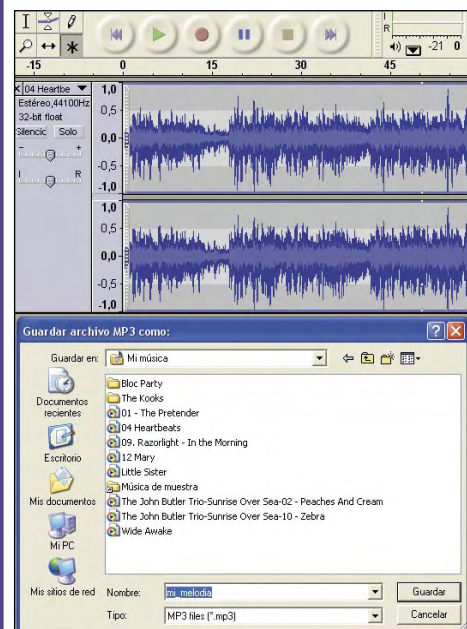 I
R
-21 0
-15 0 15 30 45
04 Heartbe
Estéreo,44100Hz
32-bit float
Silencic Solo
- +
I R
1,0
0,5
0,0
-0,5
-1,0
1,0
0,5
0,0
-0,5
-1,0
Guardar archivo MP3 como:
Guardar en: Mi música
Documentos recientes
Escritorio
Mis documentos
Mi PC
Mis sitios de red
Bloc Party
The Kooks
01 - The Pretender
04 Heartbeats
09. Razorlight - In the Morning
12 Mary
Little Sister
Música de muestra
The John Butler Trio-Sunrise Over Sea-02 - Peaches And Cream
The John Butler Trio-Sunrise Over Sea-10 - Zebra
Wide Awake
Nombre: mi_melodia Guardar
Tipo: MP3 files (*.mp3) Cancelar